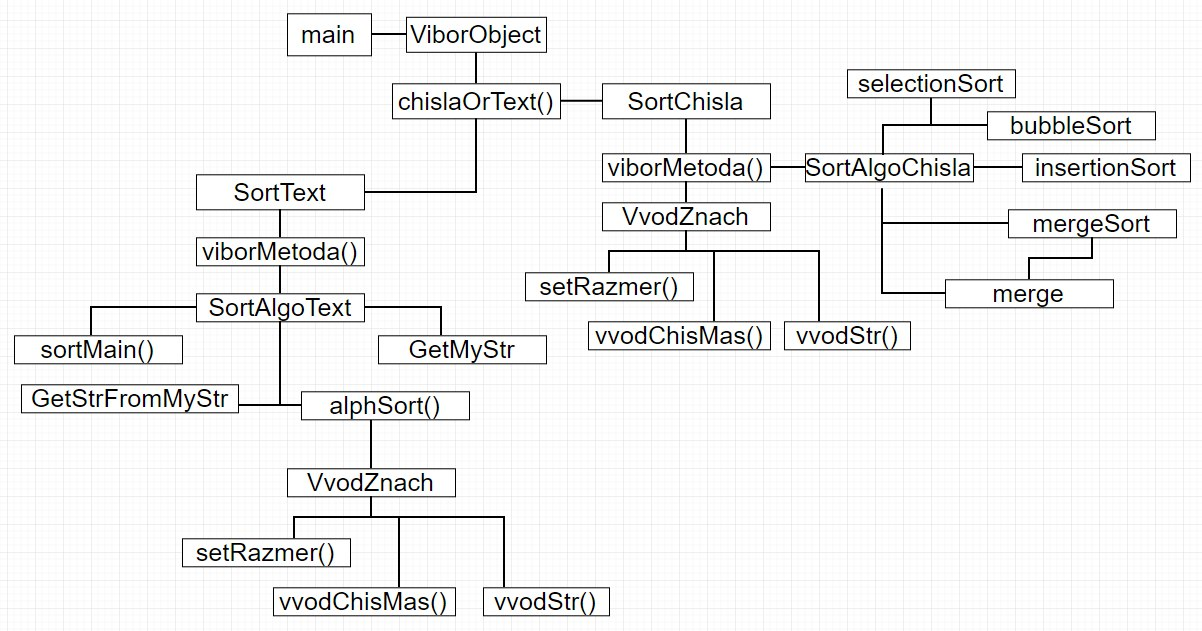 main
ViborObject
selectionSort
chislaOrText()
SortChisla
bubbleSort
viborMetoda()
SortAlgoChisla
insertionSort
SortText
VvodZnach
mergeSort
viborMetoda()
setRazmer()
merge
SortAlgoText
vvodChisMas()
vvodStr()
sortMain()
GetMyStr
GetStrFromMyStr
alphSort()
VvodZnach
setRazmer()
vvodChisMas()
vvodStr()